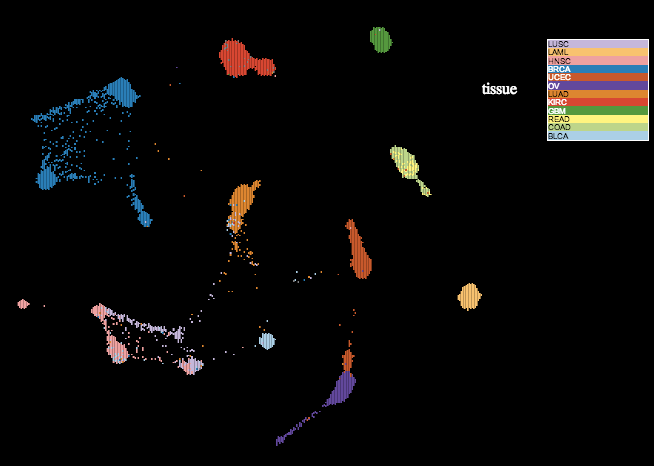 LUSC
LAML
HNSC
BRCA
UCEC
tissue
OV
LUAD
KIRC
GBM
READ
COAD
BLCA